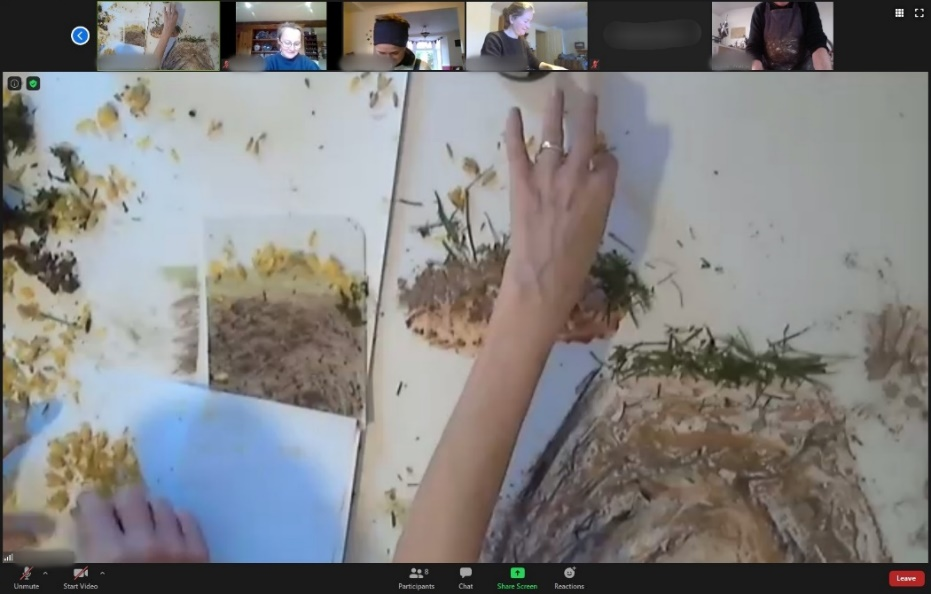 Unmute
Start Video
Participants
8
Chat
Share Screen
Reactions
Leave